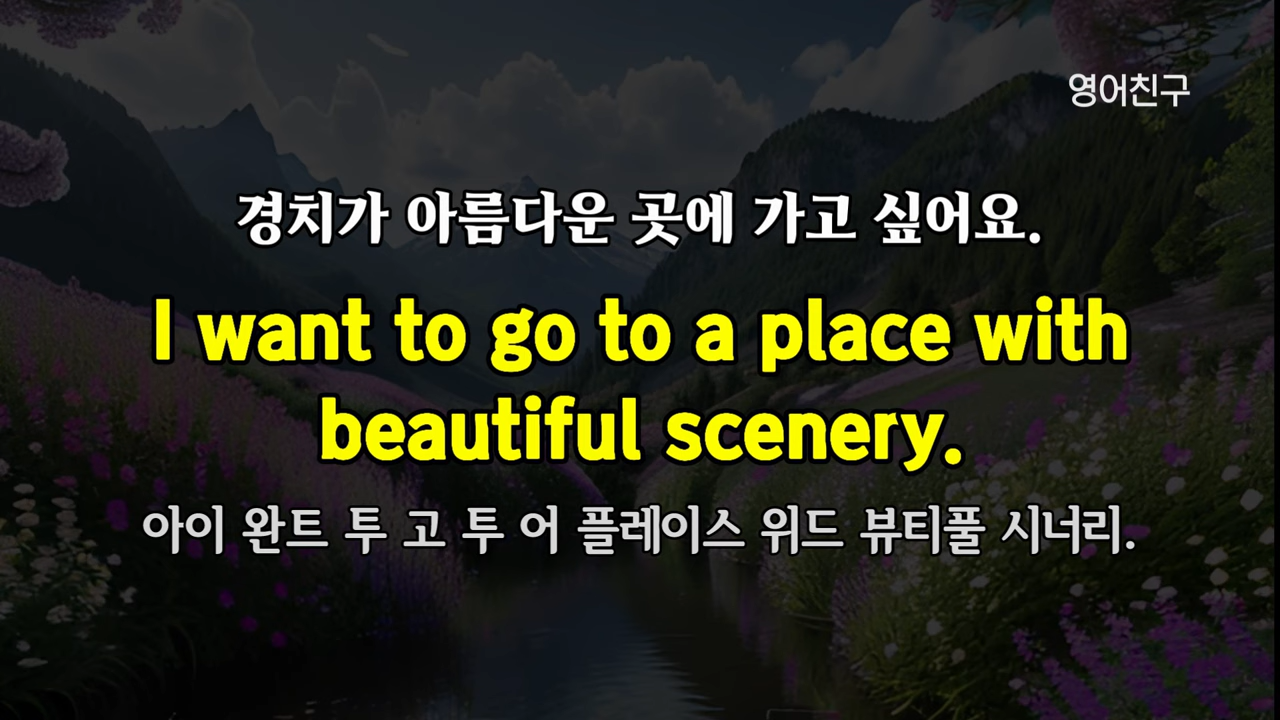 영어친구
경치가 아름다운 곳에 가고 싶어요.
I want to go to a place with
beautiful scenery.
아이 완트 투 고 투 어 플레이스 위드 뷰티풀 시너리.